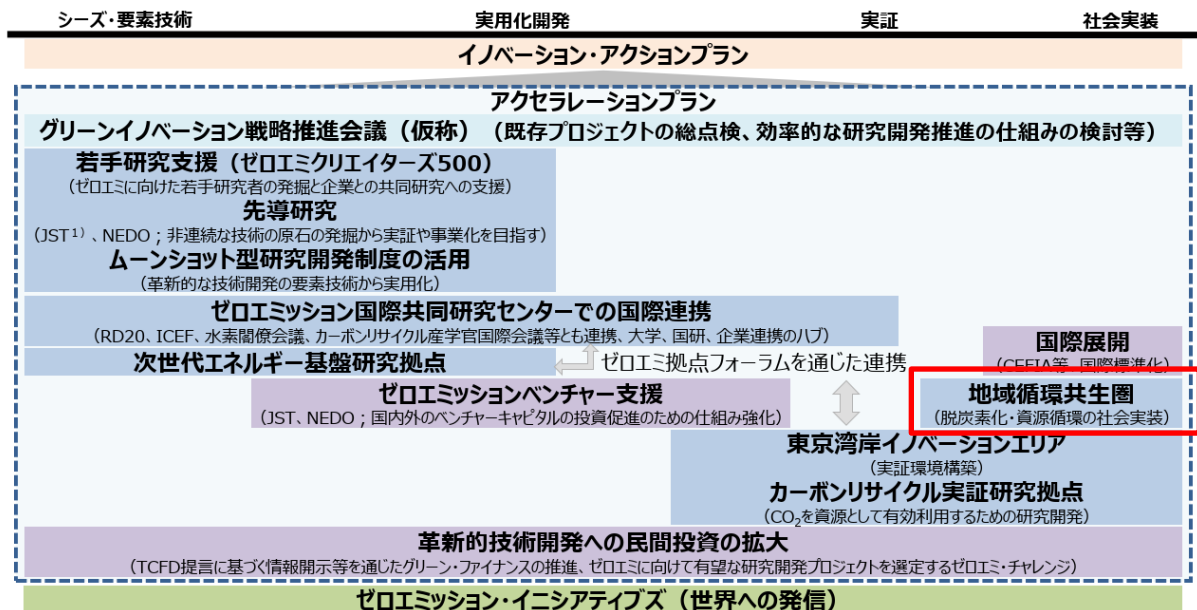 シーズ・要素技術
実用化開発
実証
社会実装
イノベーション・アクションプラン
アクセラレーションプラン
グリーンイノベーション戦略推進会議（仮称）（既存プロジェクトの総点検、効率的な研究開発推進の仕組みの検討等）
若手研究支援（ゼロエミクリエイターズ500）
（ゼロエミに向けた若手研究者の発掘と企業との共同研究への支援）
先導研究
（JST1）、NEDO；非連続な技術の原石の発掘から実証や事業化を目指す）
ムーンショット型研究開発制度の活用
（革新的な技術開発の要素技術から実用化）
ゼロエミッション国際共同研究センターでの国際連携
（RD20、ICEF、水素閣僚会議、カーボンリサイクル産学官国際会議等とも連携、大学、国研、企業連携のハブ）
国際展開
（CEFIA等、国際標準化）
次世代エネルギー基盤研究拠点
ゼロエミ拠点フォーラムを通じた連携
ゼロエミッションベンチャー支援
（JST、NEDO；国内外のベンチャーキャピタルの投資促進のための仕組み強化）
地域循環共生圏
（脱炭素化・資源循環の社会実装）
東京湾岸イノベーションエリア
（実証環境構築）
カーボンリサイクル実証研究拠点
（CO2を資源として有効利用するための研究開発）
革新的技術開発への民間投資の拡大
（TCFD提言に基づく情報開示等を通じたグリーン・ファイナンスの推進、ゼロエミに向けて有望な研究開発プロジェクトを選定するゼロエミ・チャレンジ）
ゼロエミッション・イニシアティブズ（世界への発信）